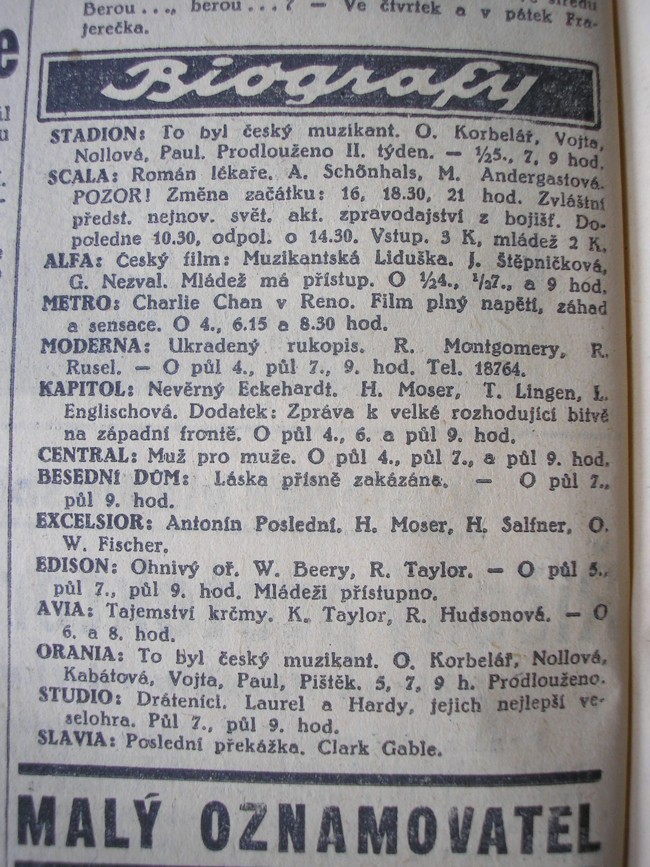 Berou..., berou...? — Ve středu
Ve čtvrtek a v pátek Fra-
jerečka.
Biografy
STADION: To byl český muzikant. O. Korbelář, Vojta,
Nollová, Paul. Prodlouženo II. týden. — ½5., 7, 9 hod.
SCALA: Román lékaře. A. Schönhals, M. Andergastová.
POZOR! Změna začátku: 16, 18.30, 21 hod. Zvláštní
předst. nejnov. svět. akt. zpravodajství z bojišť. Do-
poledne 10.30, odpol. o 14.30. Vstup. 3 K, mládež 2 K.
ALFA: Český film: Muzikantská Liduška. J. Štěpničková,
G. Nezval. Mládež má přístup. O ½4., ½7., a 9 hod.
METRO: Charlie Chan v Reno. Film plný napětí, záhad
a sensace. O 4., 6.15 a 8.30 hod.
MODERNA: Ukradený rukopis. R. Montgomery, R.
Rusel. — O půl 4., půl 7., 9. hod. Tel. 18764.
KAPITOL: Nevěrný Eckehardt. H. Moser, T. Lingen, L.
Englischová. Dodatek: Zpráva k velké rozhodující bitvě
na západní frontě. O půl 4., 6. a půl 9. hod.
CENTRAL: Muž pro muže. O půl 4., půl 7., a půl 9. hod.
BESEDNÍ DŮM: Láska přísně zakázána. — O půl 7.,
půl 9. hod.
EXCELSIOR: Antonín Poslední. H. Moser, H. Salfner, O.
W. Fischer.
EDISON: Ohnivý oř. W. Beery, R. Taylor. — O půl 5.,
půl 7., půl 9. hod. Mládeži přístupno.
AVIA: Tajemství krčmy. K. Taylor, R. Hudsonová. — O
6. a 8. hod.
ORANIA: To byl český muzikant. O. Korbelář, Nollová,
Kabátová, Vojta, Paul, Pištěk. 5, 7, 9 h. Prodlouženo.
STUDIO: Dráteníci. Laurel a Hardy, jejich nejlepší ve-
selohra. Půl 7., půl 9. hod.
SLAVIA: Poslední překážka. Clark Gable.
MALÝ OZNAMOVATEL